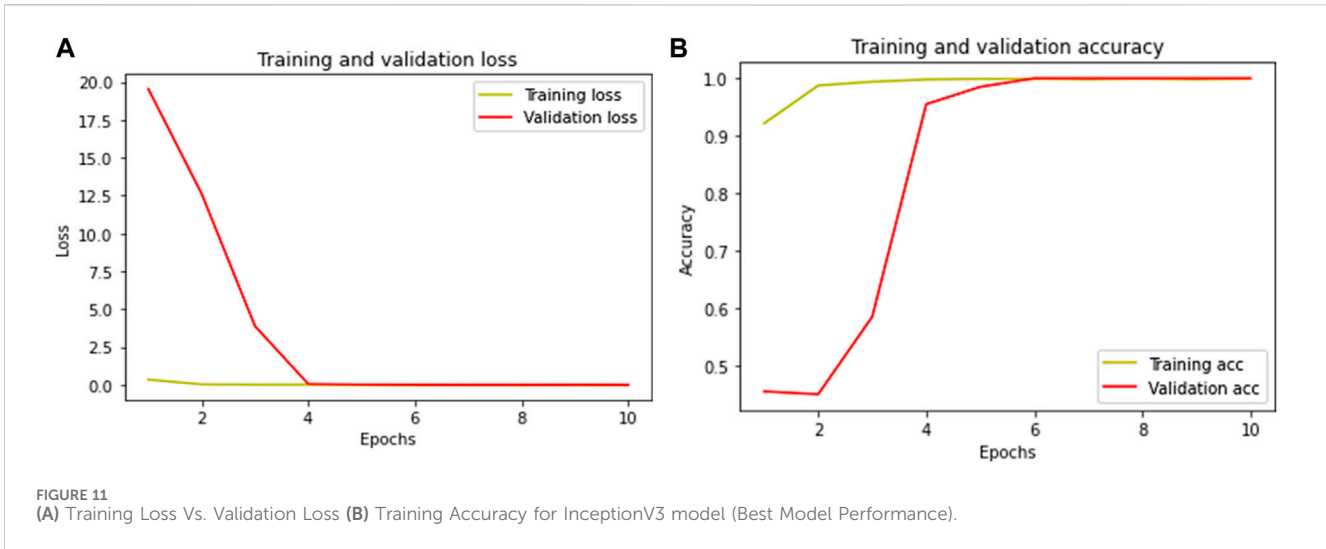 A
Training and validation loss
20.0
17.5
15.0
12.5
10.0
7.5
5.0
2.5
0.0
Loss
Training loss
Validation loss
2 4 6 8 10
Epochs
B
Training and validation accuracy
1.0
0.9
0.8
0.7
0.6
0.5
Accuracy
Training acc
Validation acc
2 4 6 8 10
Epochs
FIGURE 11
(A) Training Loss Vs. Validation Loss (B) Training Accuracy for InceptionV3 model (Best Model Performance).